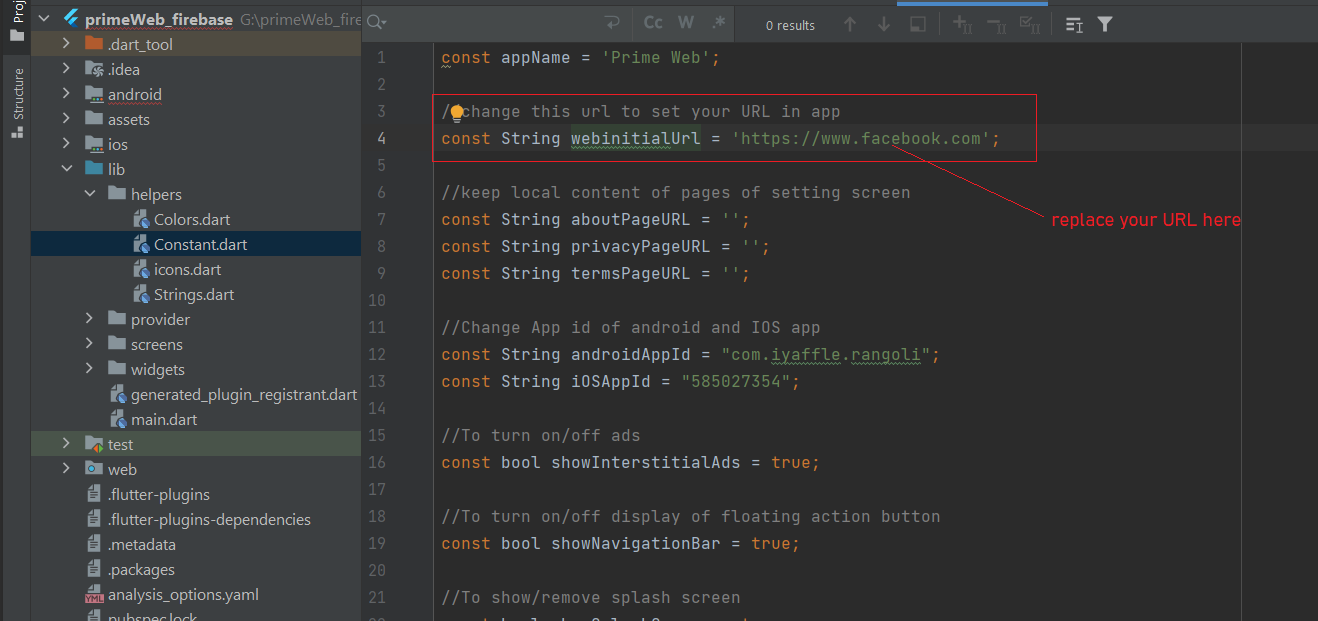 Proj
Structure
primeWeb_firebase G:\primeWeb_fire
.dart_tool
.idea
android
assets
ios
lib
helpers
Colors.dart
Constant.dart
icons.dart
Strings.dart
provider
screens
widgets
generated_plugin_registrant.dart
main.dart
test
web
.flutter-plugins
.flutter-plugins-dependencies
.metadata
.packages
analysis_options.yaml
pubspec.lock
Cc W .* 0 results
1 const appName = 'Prime Web';
2
3 /change this url to set your URL in app
4 const String webinitialUrl = 'https://www.facebook.com';
5
6 //keep local content of pages of setting screen
7 const String aboutPageURL = '';
replace your URL here
8 const String privacyPageURL = '';
9 const String termsPageURL = '';
10
11 //Change App id of android and IOS app
12 const String androidAppId = "com.iyaffle.rangoli";
13 const String iOSAppId = "585027354";
14
15 //To turn on/off ads
16 const bool showInterstitialAds = true;
17
18 //To turn on/off display of floating action button
19 const bool showNavigationBar = true;
20
21 //To show/remove splash screen